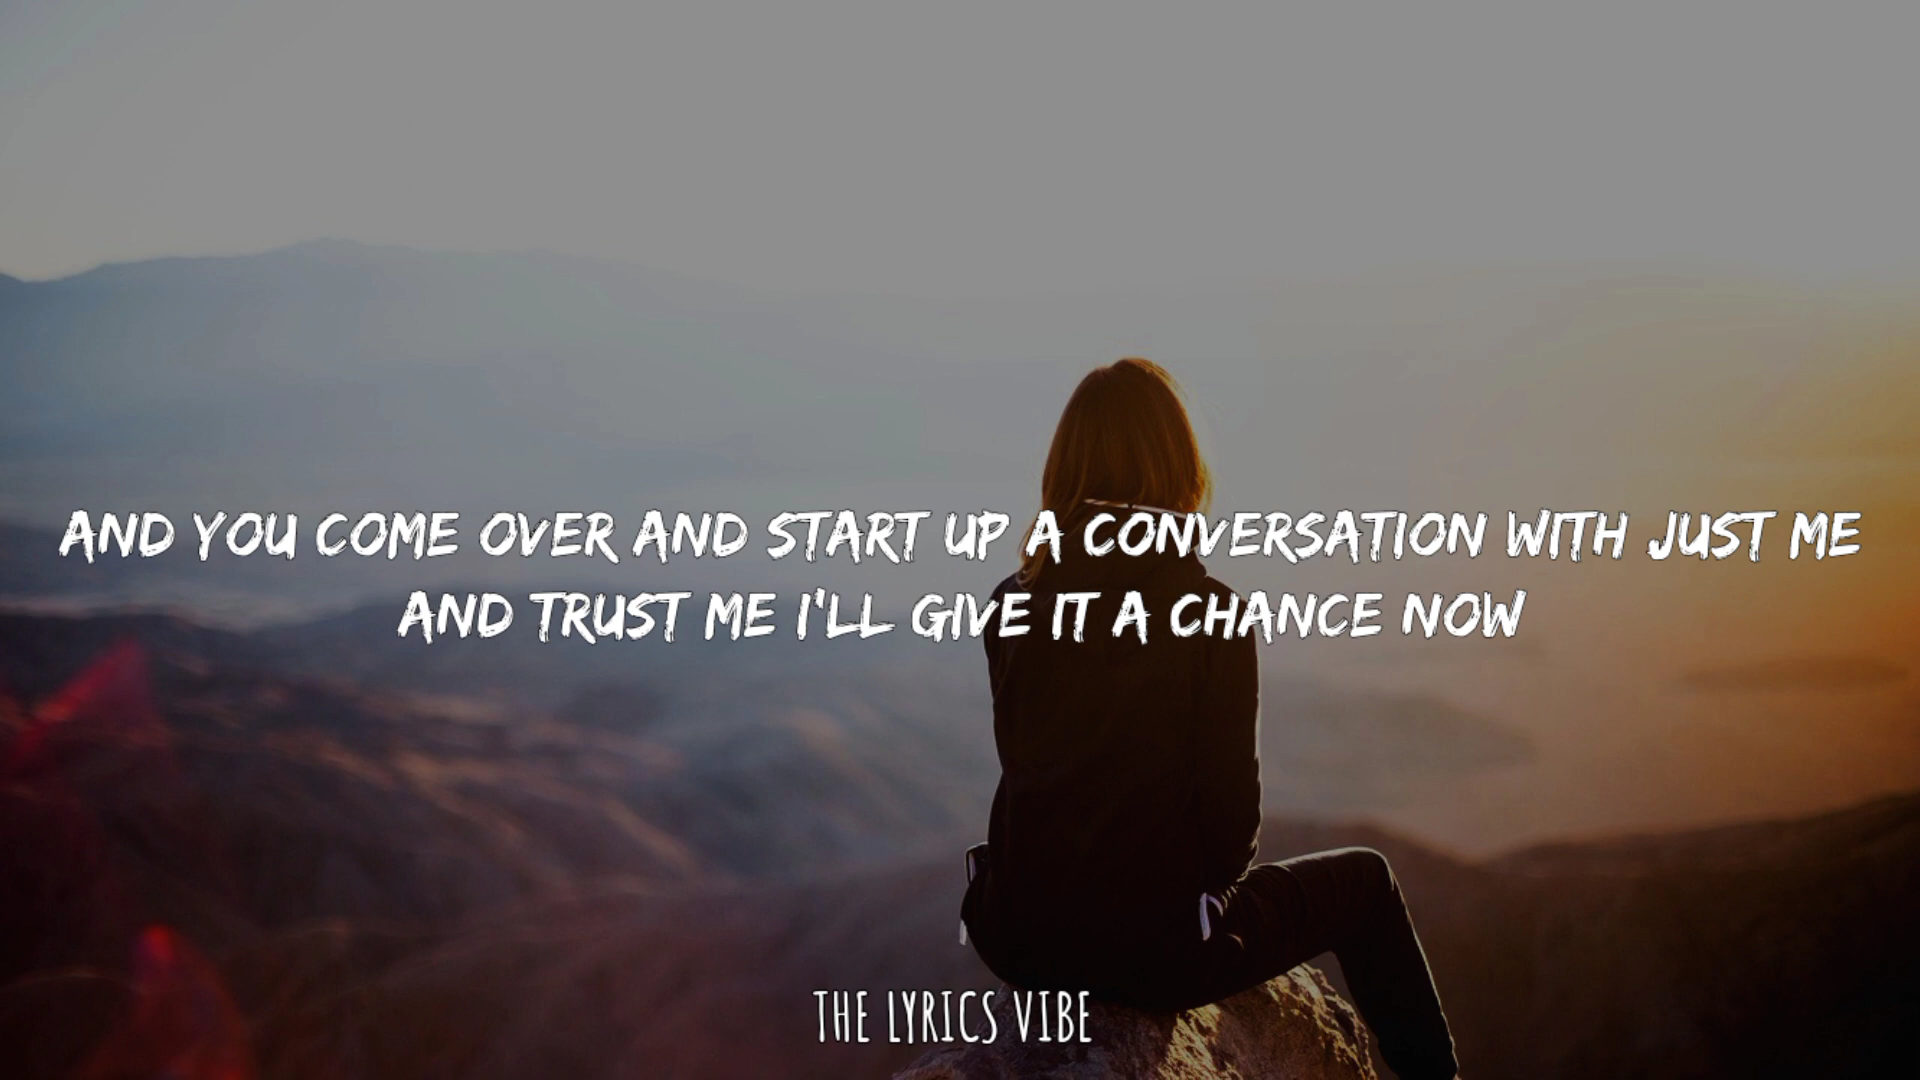 AND YOU COME OVER AND START UP A CONVERSATION WITH JUST ME
AND TRUST ME I'LL GIVE IT A CHANCE NOW
THE LYRICS VIBE